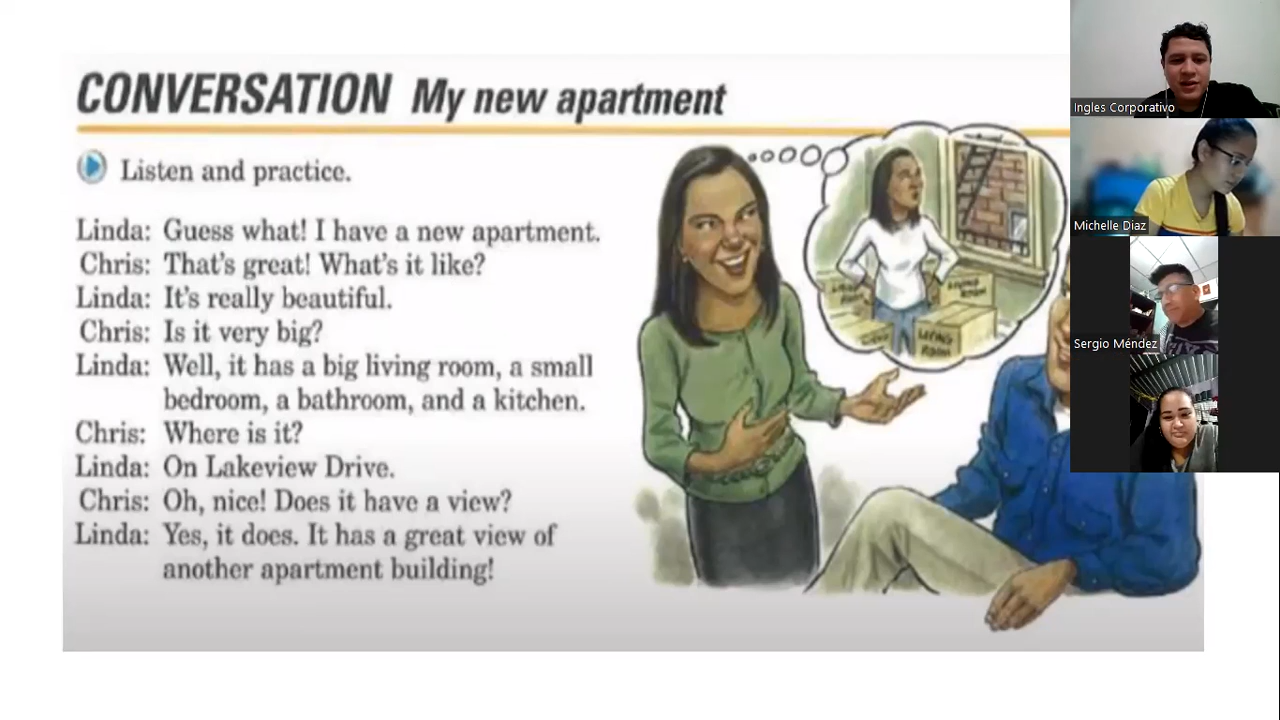 CONVERSATION My new apartment
Listen and practice.
Linda: Guess what! I have a new apartment.
Chris: That's great! What's it like?
Linda: It's really beautiful.
Chris: Is it very big?
Linda: Well, it has a big living room, a small
bedroom, a bathroom, and a kitchen.
Chris: Where is it?
Linda: On Lakeview Drive.
Chris: Oh, nice! Does it have a view?
Linda: Yes, it does. It has a great view of
another apartment building!
LIVING
ROOM
Ingles Corporativo
Michelle Diaz
Sergio Méndez